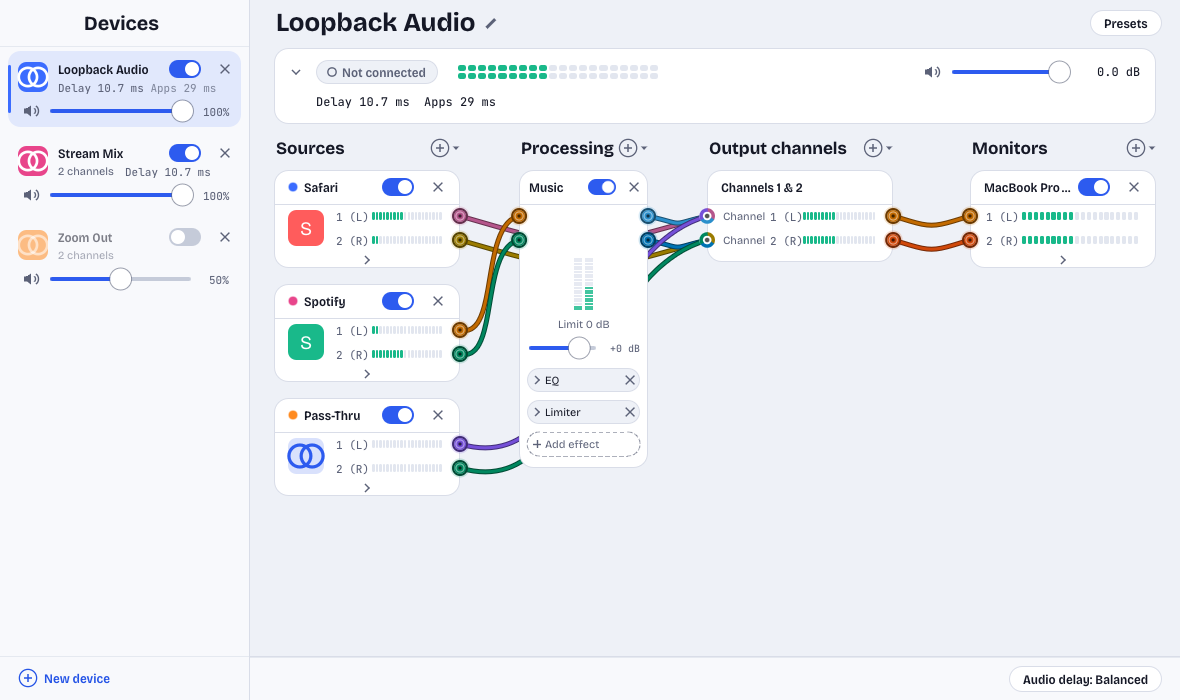 Devices
Loopback Audio
Delay 10.7 ms Apps 29 ms
100%
Stream Mix
2 channels Delay 10.7 ms
100%
Zoom Out
2 channels
50%
New device
Loopback Audio
Presets
Not connected
0.0 dB
Delay 10.7 ms Apps 29 ms
Sources
Safari
S
1 (L)
2 (R)
Spotify
S
1 (L)
2 (R)
Pass-Thru
1 (L)
2 (R)
Processing
Music
Limit 0 dB
+0 dB
EQ
Limiter
Add effect
Output channels
Channels 1 & 2
Channel 1 (L)
Channel 2 (R)
Monitors
MacBook Pro…
1 (L)
2 (R)
Audio delay: Balanced